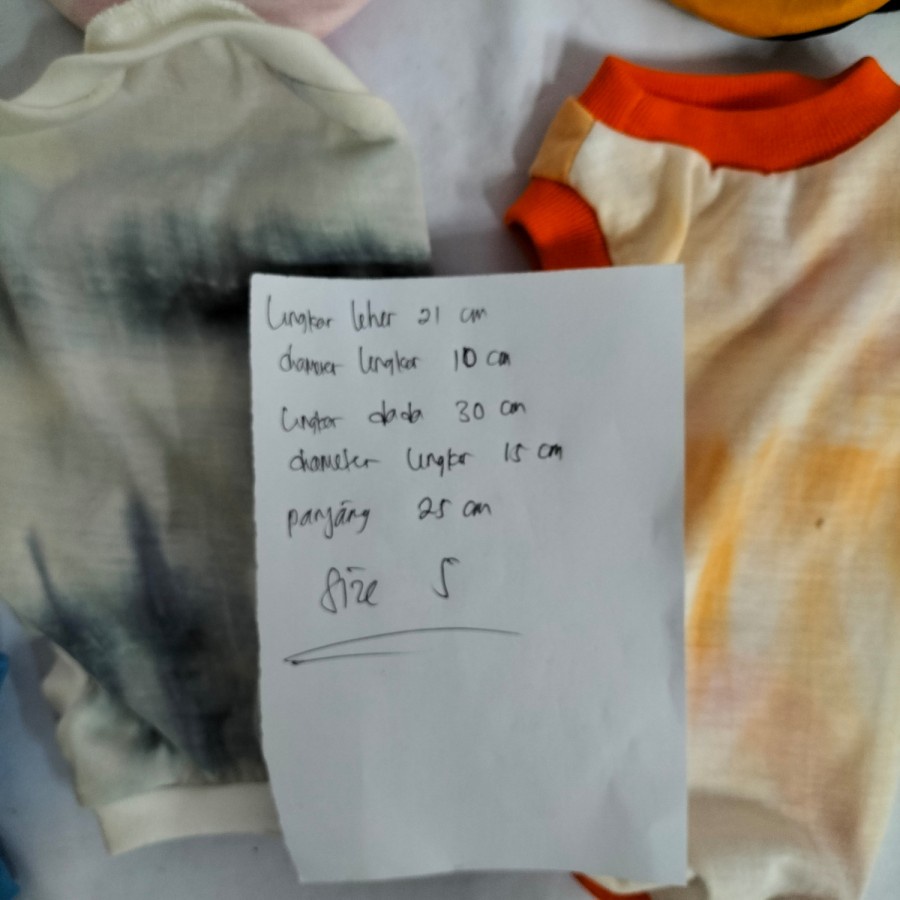 lingkar leher 21 cm
diameter lingkar 10 cm
lingkar dada 30 cm
diameter lingkar 15 cm
panjang 25 cm
Size S